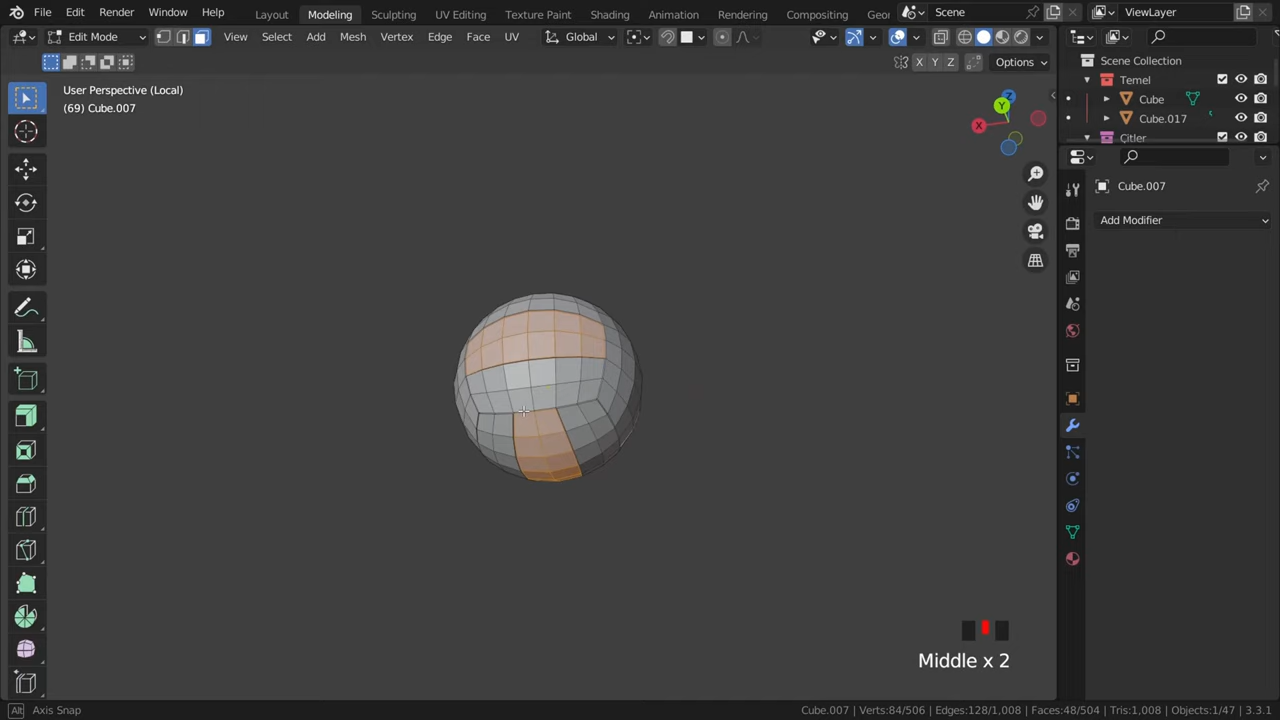 File Edit Render Window Help Layout Modeling Sculpting UV Editing Texture Paint Shading Animation Rendering Compositing Geo Scene ViewLayer
Edit Mode View Select Add Mesh Vertex Edge Face UV Global
X Y Z Options
User Perspective (Local)
(69) Cube.007
Z
Y
X
Scene Collection
Temel
Cube
Cube.017
Çitler
Cube.007
Add Modifier
Middle x 2
Alt Axis Snap Cube.007 | Verts:84/506 | Edges:128/1,008 | Faces:48/504 | Tris:1,008 | Objects:1/47 | 3.3.1